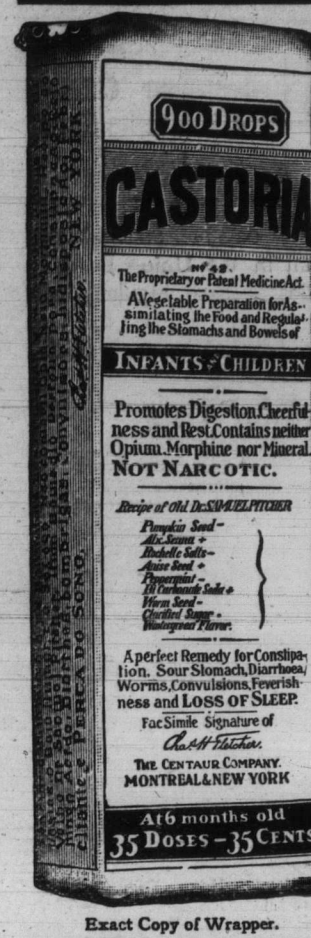 900 DROPS
CASTORIA
Nº 42.
The Proprietary or Patent Medicine Act.
A Vegetable Preparation for As-
similating the Food and Regula-
ting the Stomachs and Bowels of
INFANTS & CHILDREN
Promotes Digestion, Cheerful-
ness and Rest. Contains neither
Opium, Morphine nor Mineral.
NOT NARCOTIC.
Recipe of Old Dr. SAMUEL PITCHER
Pumpkin Seed -
Alx. Senna +
Rochelle Salts -
Anise Seed +
Peppermint -
Bi Carbonate Soda +
Worm Seed -
Clarified Sugar -
Wintergreen Flavor.
A perfect Remedy for Constipa-
tion, Sour Stomach, Diarrhoea,
Worms, Convulsions, Feverish-
ness and LOSS OF SLEEP.
Fac Simile Signature of
Chas. H. Fletcher.
THE CENTAUR COMPANY.
MONTREAL & NEW YORK
At 6 months old
35 DOSES - 35 CENTS
Chas. H. Fletcher. NEW YORK.
PERCA DO SONO.
Exact Copy of Wrapper.